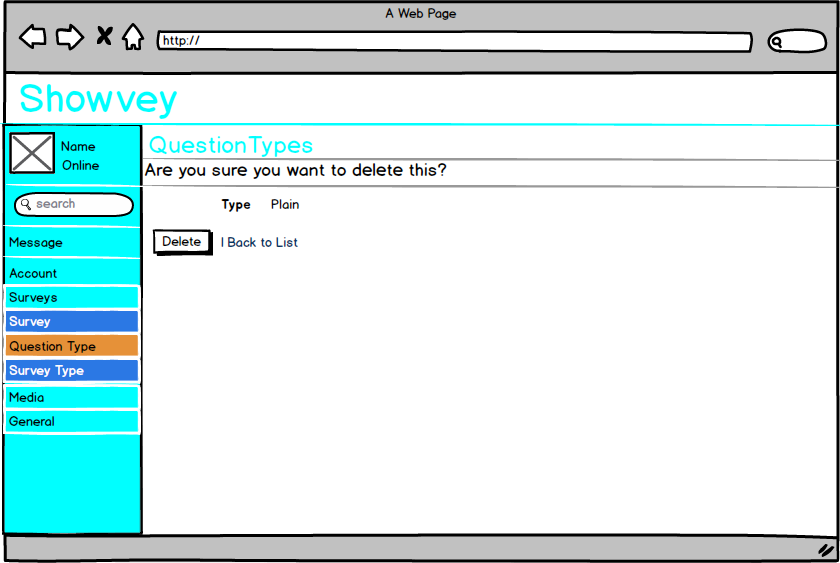 A Web Page
http://
Showvey
Name
Online
search
Message
Account
Surveys
Survey
Question Type
Survey Type
Media
General
QuestionTypes
Are you sure you want to delete this?
Type Plain
Delete | Back to List